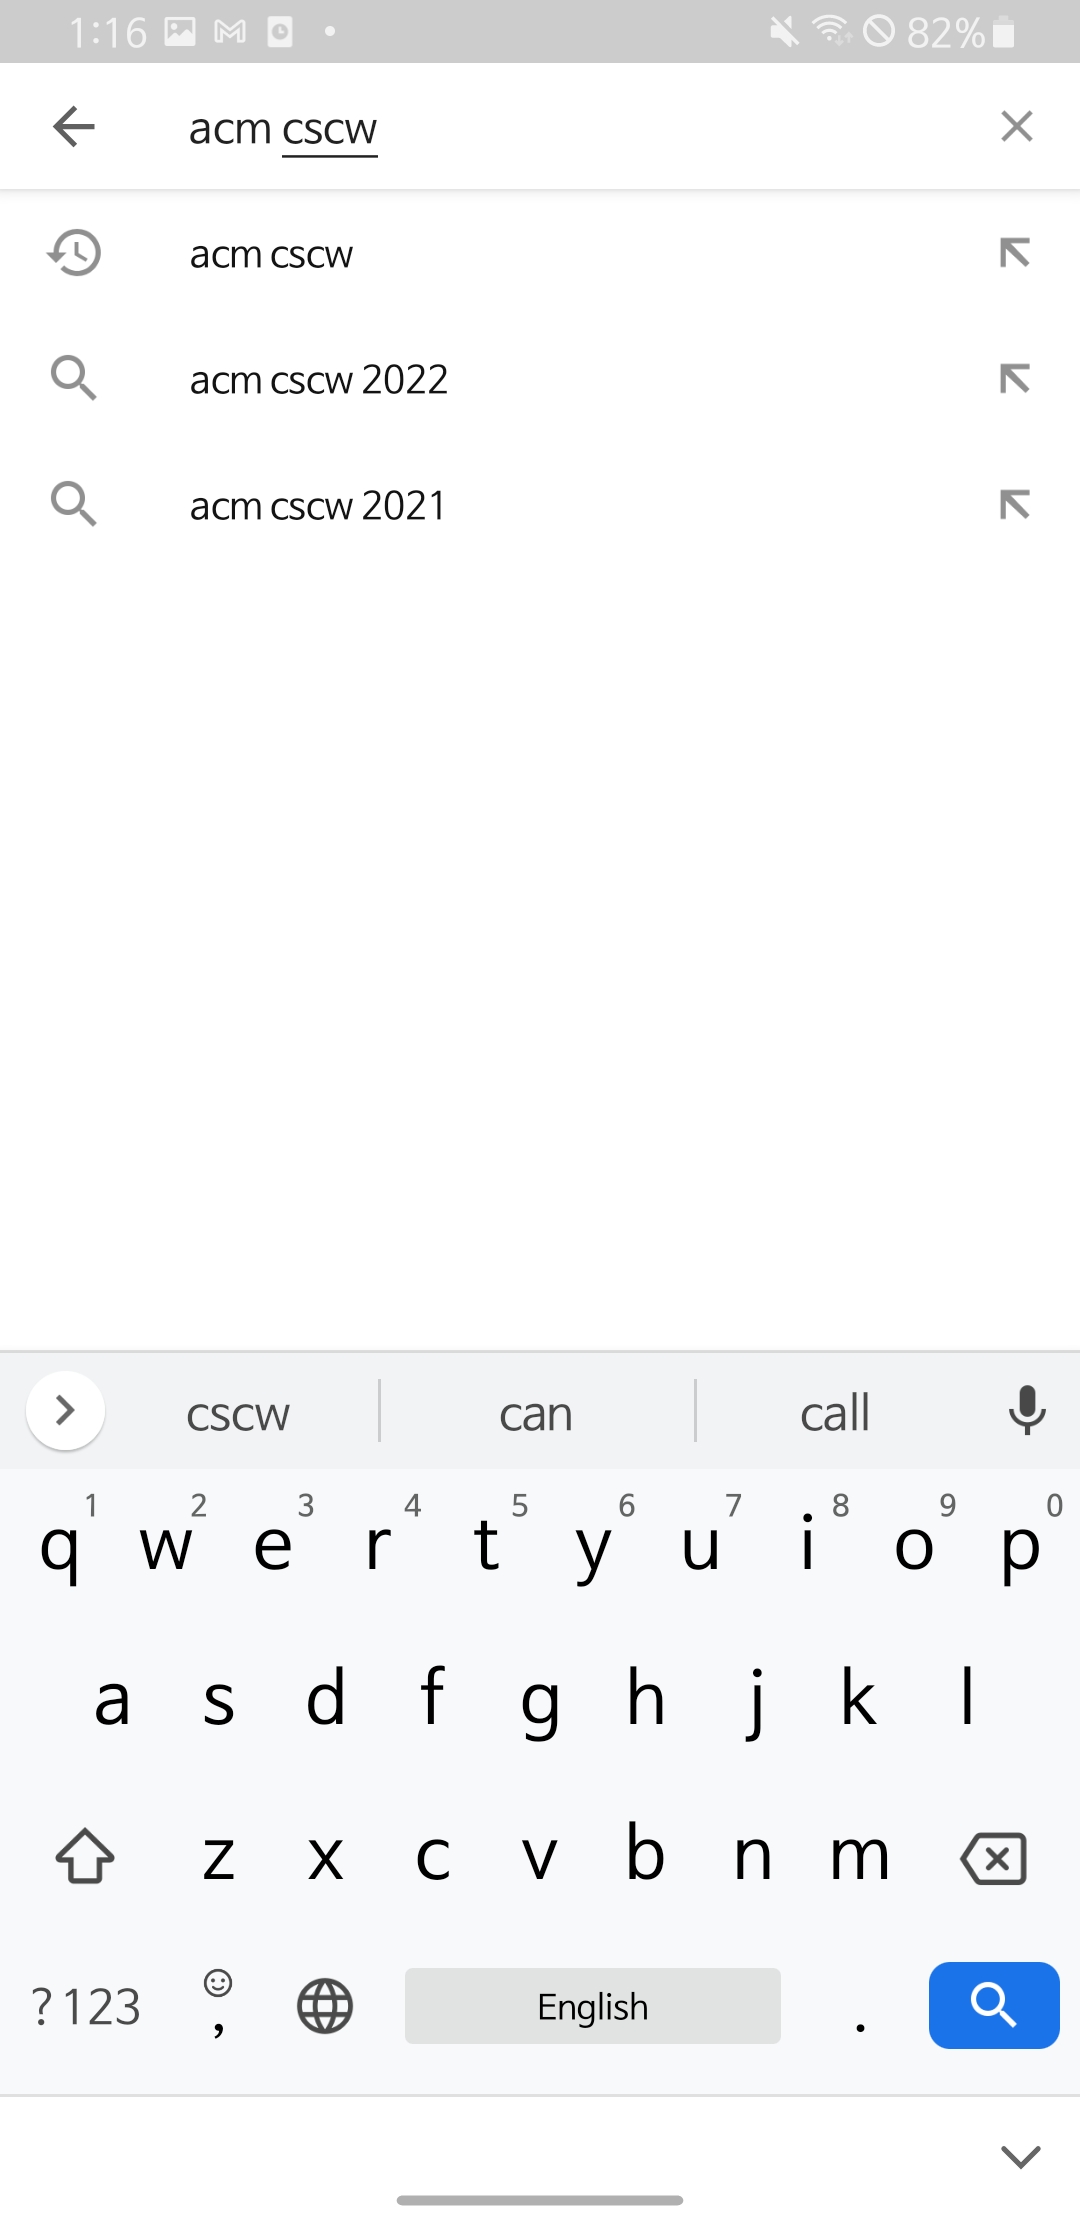 1:16 82%
acm cscw
acm cscw
acm cscw 2022
acm cscw 2021
cscw can call
1 2 3 4 5 6 7 8 9 0
q w e r t y u i o p
a s d f g h j k l
z x c v b n m
?123 , English .